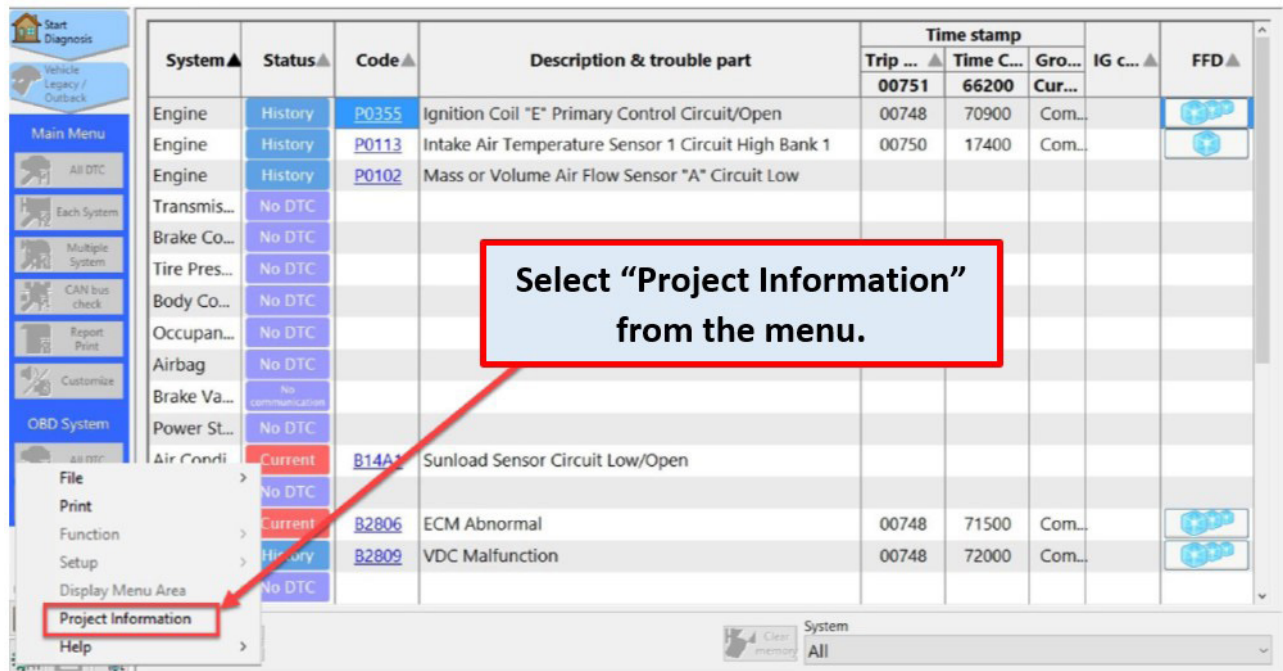 Start
Diagnosis
Vehicle
Legacy /
Outback
Main Menu
All DTC
Each System
Multiple
System
CAN bus
check
Report
Print
Customize
OBD System
All DTC
System Status Code Description & trouble part Time stamp IG c... FFD
Trip ... Time C... Gro...
00751 66200 Cur...
Engine History P0355 Ignition Coil "E" Primary Control Circuit/Open 00748 70900 Com..
Engine History P0113 Intake Air Temperature Sensor 1 Circuit High Bank 1 00750 17400 Com..
Engine History P0102 Mass or Volume Air Flow Sensor "A" Circuit Low
Transmis... No DTC
Brake Co... No DTC
Tire Pres... No DTC
Body Co... No DTC
Occupan... No DTC
Airbag No DTC
Brake Va... No communication
Power St... No DTC
Air Condi Current B14A1 Sunload Sensor Circuit Low/Open
No DTC
Current B2806 ECM Abnormal 00748 71500 Com..
History B2809 VDC Malfunction 00748 72000 Com..
No DTC
Select “Project Information”
from the menu.
File
Print
Function
Setup
Display Menu Area
Project Information
Help
Clear
memory
System
All